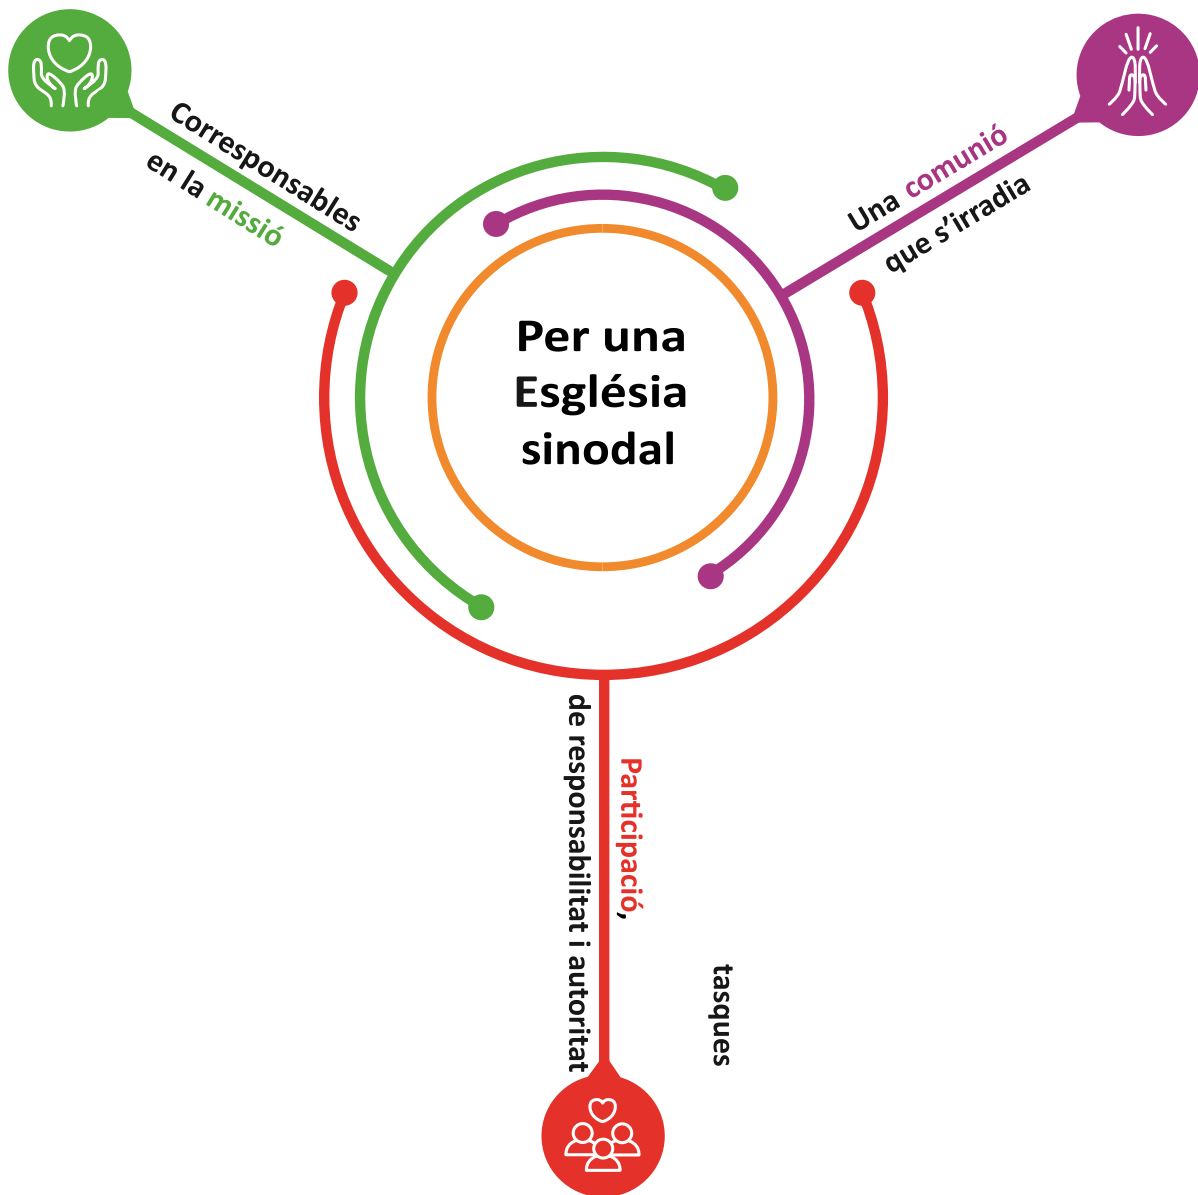 Corresponsables
en la missió
Una comunió
que s’irradia
Per una
Església
sinodal
Participació,
tasques
de responsabilitat i autoritat